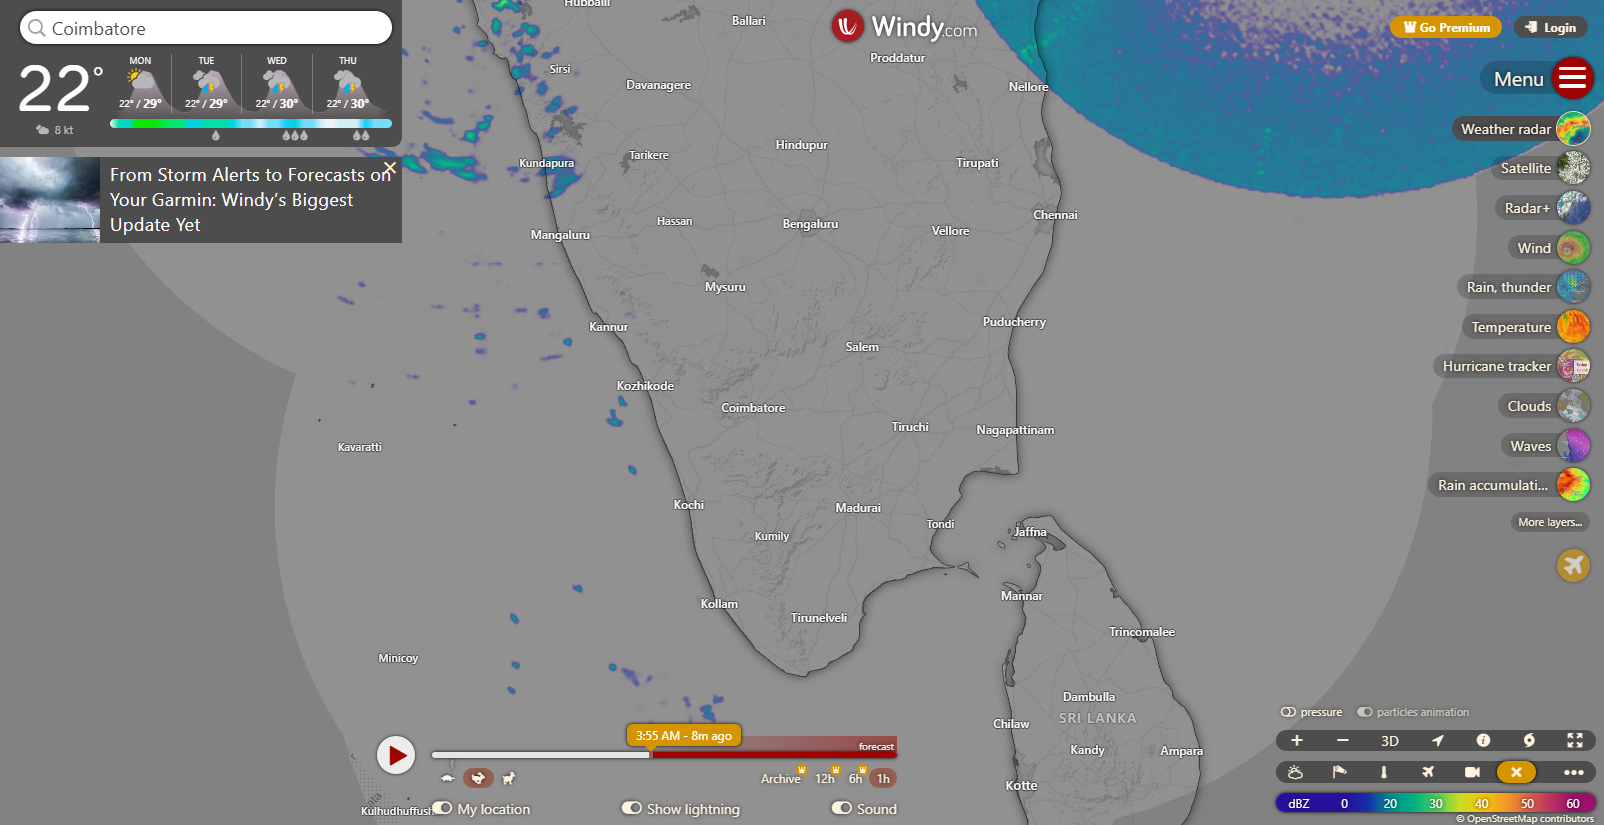 Coimbatore
22°
8 kt
MON
TUE
WED
THU
22° / 29°
22° / 29°
22° / 30°
22° / 30°
From Storm Alerts to Forecasts on
Your Garmin: Windy’s Biggest
Update Yet
Windy.com
Go Premium
Login
Menu
Weather radar
Satellite
Radar+
Wind
Rain, thunder
Temperature
Hurricane tracker
Clouds
Waves
Rain accumulati...
More layers...
Hubballi
Ballari
Proddatur
Sirsi
Davanagere
Nellore
Hindupur
Kundapura
Tarikere
Tirupati
Hassan
Bengaluru
Chennai
Mangaluru
Vellore
Mysuru
Kannur
Puducherry
Salem
Kozhikode
Coimbatore
Tiruchi
Nagapattinam
Kavaratti
Kochi
Madurai
Tondi
Jaffna
Kumily
Mannar
Kollam
Tirunelveli
Trincomalee
Minicoy
Dambulla
Chilaw
SRI LANKA
Kandy
Ampara
Kotte
Kulhudhuffushi
3:55 AM - 8m ago
forecast
Archive
12h
6h
1h
My location
Show lightning
Sound
pressure
particles animation
+
−
3D
dBZ 0 20 30 40 50 60
© OpenStreetMap contributors